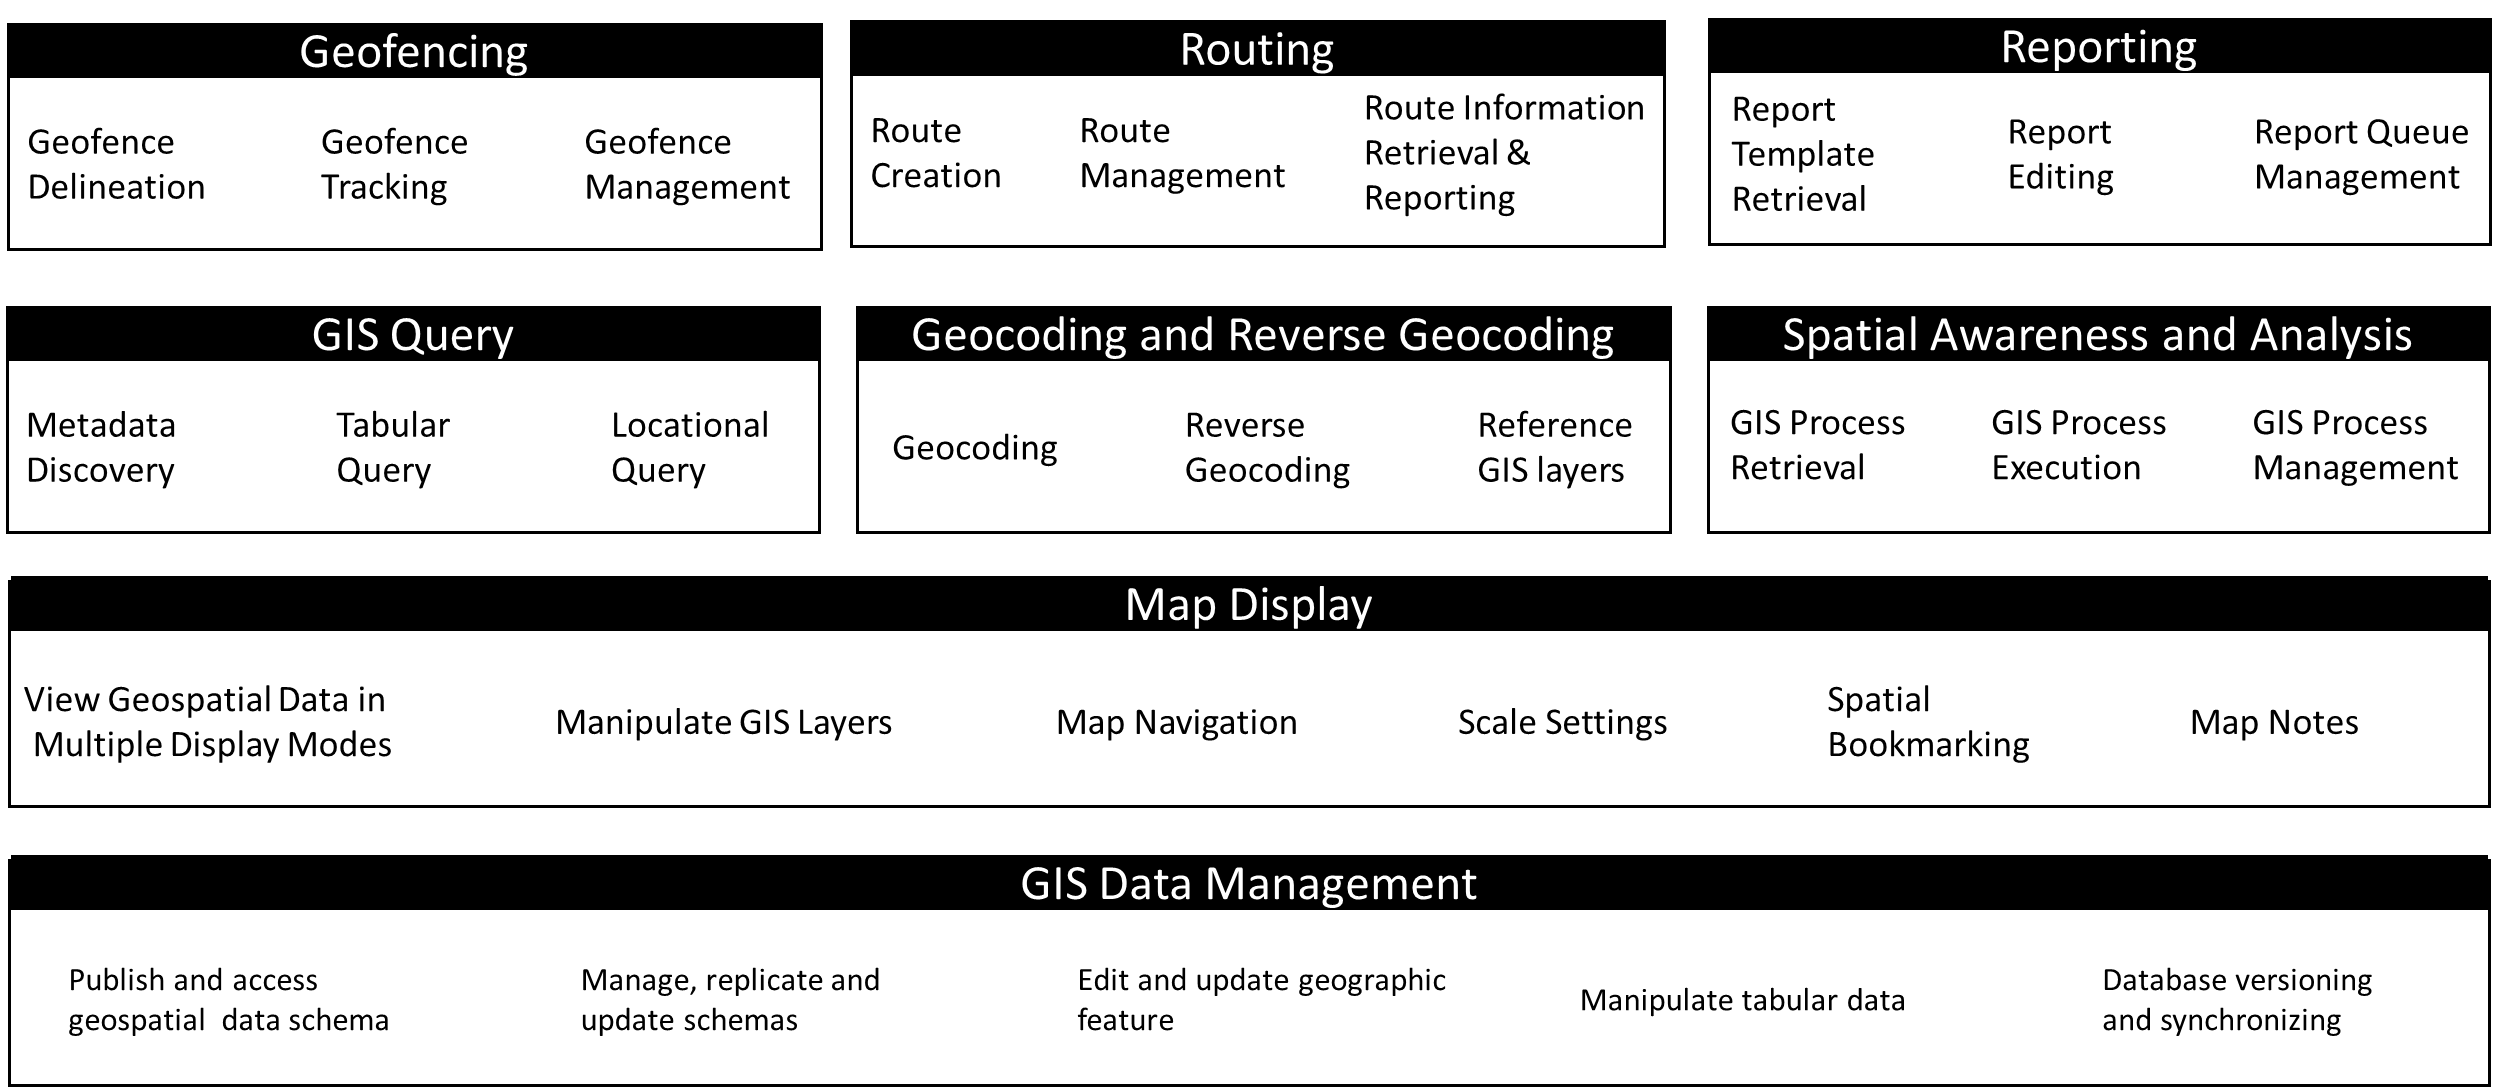 Geofencing
Geofence
Delineation
Geofence
Tracking
Geofence
Management
Routing
Route
Creation
Route
Management
Route Information
Retrieval &
Reporting
Reporting
Report
Template
Retrieval
Report
Editing
Report Queue
Management
GIS Query
Metadata
Discovery
Tabular
Query
Locational
Query
Geocoding and Reverse Geocoding
Geocoding
Reverse
Geocoding
Reference
GIS layers
Spatial Awareness and Analysis
GIS Process
Retrieval
GIS Process
Execution
GIS Process
Management
Map Display
View Geospatial Data in
Multiple Display Modes
Manipulate GIS Layers
Map Navigation
Scale Settings
Spatial
Bookmarking
Map Notes
GIS Data Management
Publish and access
geospatial data schema
Manage, replicate and
update schemas
Edit and update geographic
feature
Manipulate tabular data
Database versioning
and synchronizing